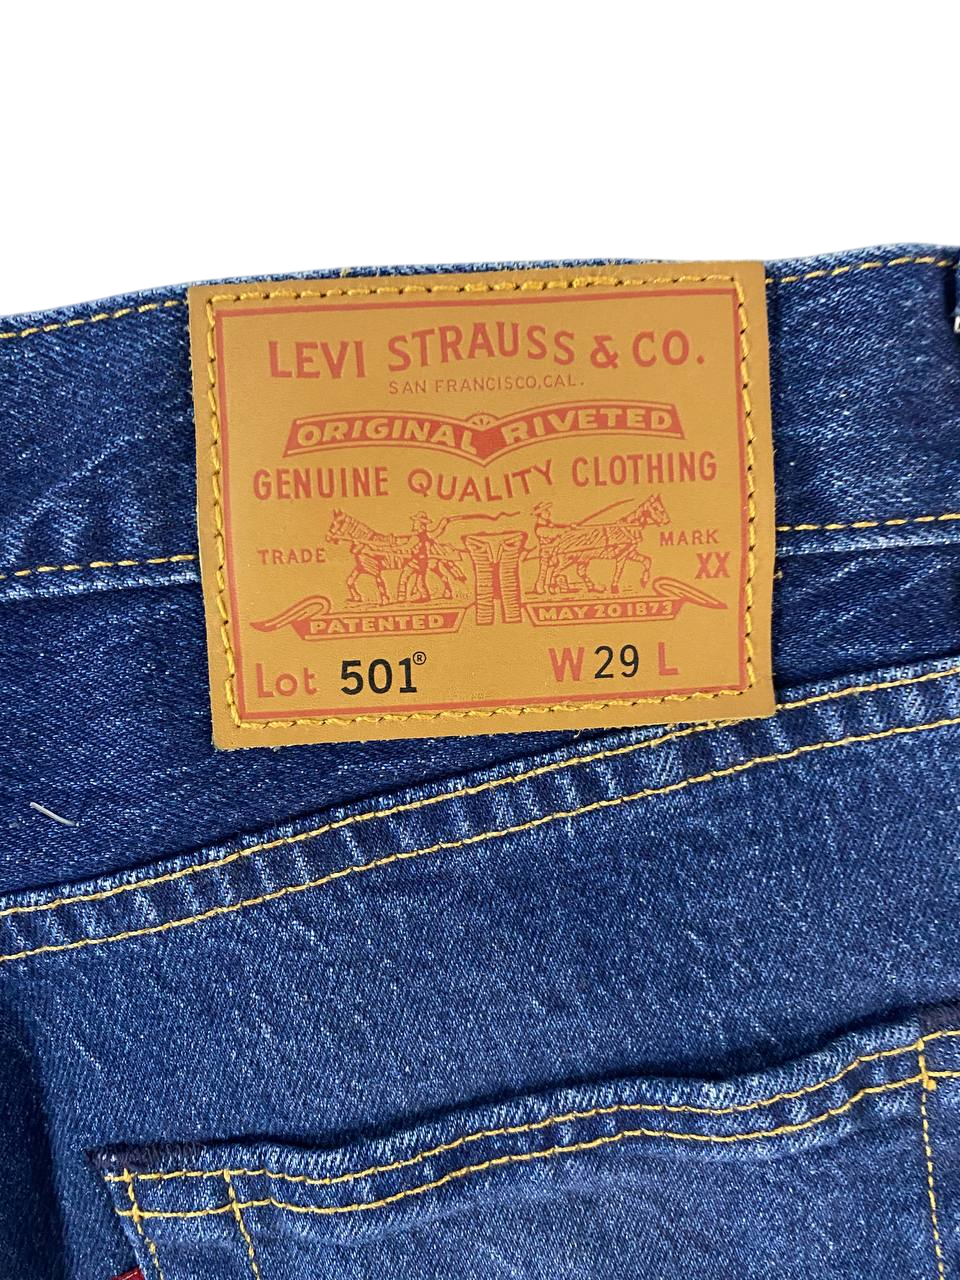 LEVI STRAUSS & CO.
SAN FRANCISCO, CAL.
ORIGINAL RIVETED
GENUINE QUALITY CLOTHING
TRADE MARK
XX
PATENTED MAY 20 1873
Lot 501® W 29 L